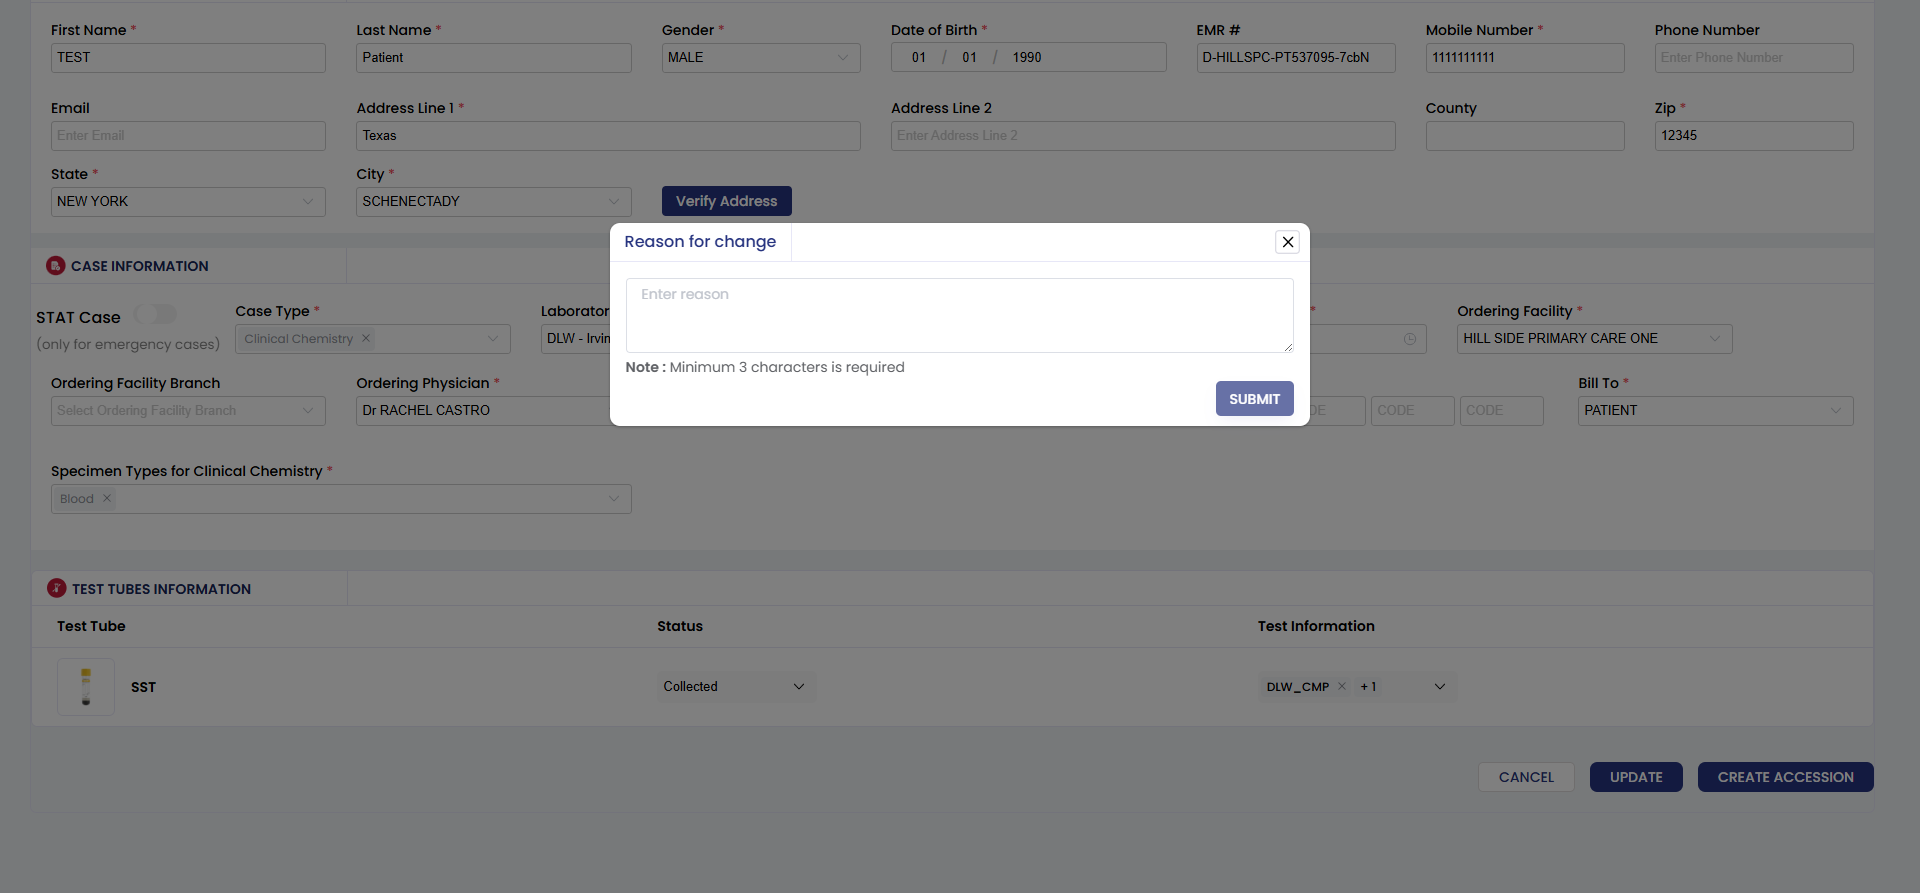 First Name * Last Name * Gender * Date of Birth * EMR # Mobile Number * Phone Number
TEST Patient MALE 01 / 01 / 1990 D-HILLSPC-PT537095-7cbN 1111111111 Enter Phone Number
Email Address Line 1 * Address Line 2 County Zip *
Enter Email Texas Enter Address Line 2 12345
State * City *
NEW YORK SCHENECTADY Verify Address
Reason for change
Enter reason
Note : Minimum 3 characters is required
SUBMIT
CASE INFORMATION
STAT Case Case Type * Laborator * Ordering Facility *
(only for emergency cases) Clinical Chemistry × DLW - Irvin HILL SIDE PRIMARY CARE ONE
Ordering Facility Branch Ordering Physician * Bill To *
Select Ordering Facility Branch Dr RACHEL CASTRO DE CODE CODE PATIENT
Specimen Types for Clinical Chemistry *
Blood ×
TEST TUBES INFORMATION
Test Tube Status Test Information
SST Collected DLW_CMP × + 1
CANCEL UPDATE CREATE ACCESSION